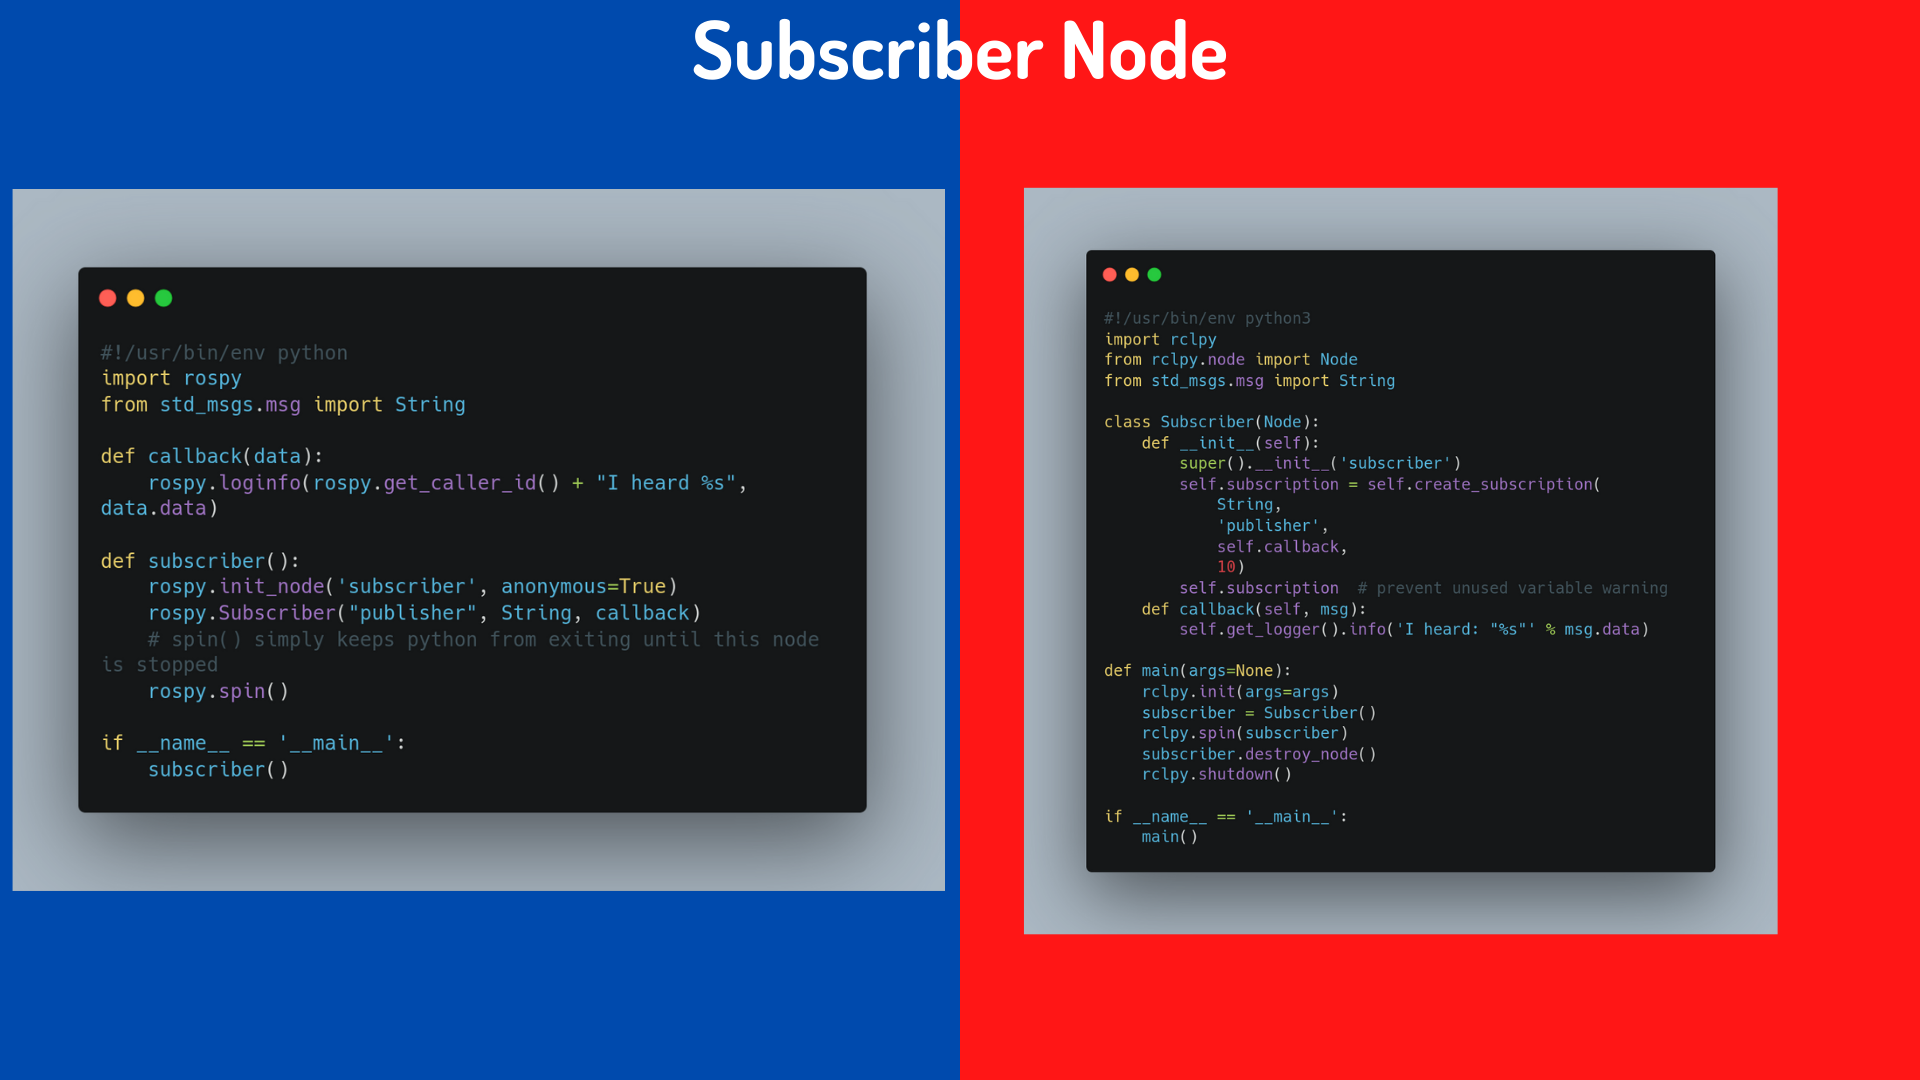 Subscriber Node
#!/usr/bin/env python
import rospy
from std_msgs.msg import String
def callback(data):
    rospy.loginfo(rospy.get_caller_id() + "I heard %s",
data.data)
def subscriber():
    rospy.init_node('subscriber', anonymous=True)
    rospy.Subscriber("publisher", String, callback)
    # spin() simply keeps python from exiting until this node
is stopped
    rospy.spin()
if __name__ == '__main__':
    subscriber()
#!/usr/bin/env python3
import rclpy
from rclpy.node import Node
from std_msgs.msg import String
class Subscriber(Node):
    def __init__(self):
        super().__init__('subscriber')
        self.subscription = self.create_subscription(
            String,
            'publisher',
            self.callback,
            10)
        self.subscription  # prevent unused variable warning
    def callback(self, msg):
        self.get_logger().info('I heard: "%s"' % msg.data)
def main(args=None):
    rclpy.init(args=args)
    subscriber = Subscriber()
    rclpy.spin(subscriber)
    subscriber.destroy_node()
    rclpy.shutdown()
if __name__ == '__main__':
    main()